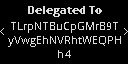 Delegated To
TLrpNTBuCpGMrB9T
yVwgEhNVRhtWEQPH
h4